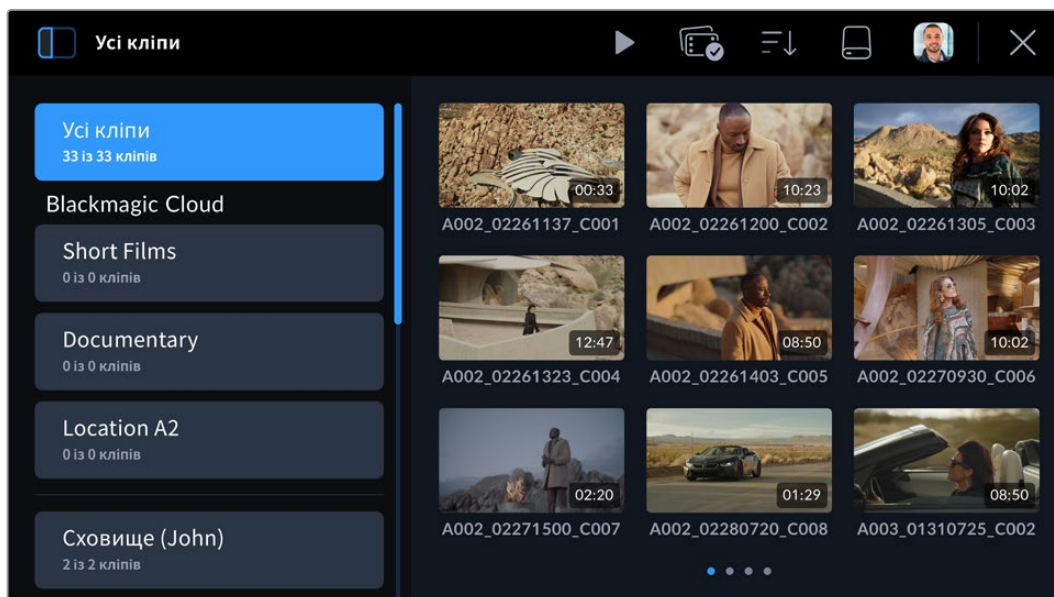 Усі кліпи
Усі кліпи
33 із 33 кліпів
Blackmagic Cloud
Short Films
0 із 0 кліпів
Documentary
0 із 0 кліпів
Location A2
0 із 0 кліпів
Сховище (John)
2 із 2 кліпів
00:33
10:23
10:02
A002_02261137_C001
A002_02261200_C002
A002_02261305_C003
12:47
08:50
10:02
A002_02261323_C004
A002_02261403_C005
A002_02270930_C006
02:20
01:29
08:50
A002_02271500_C007
A002_02280720_C008
A003_01310725_C002